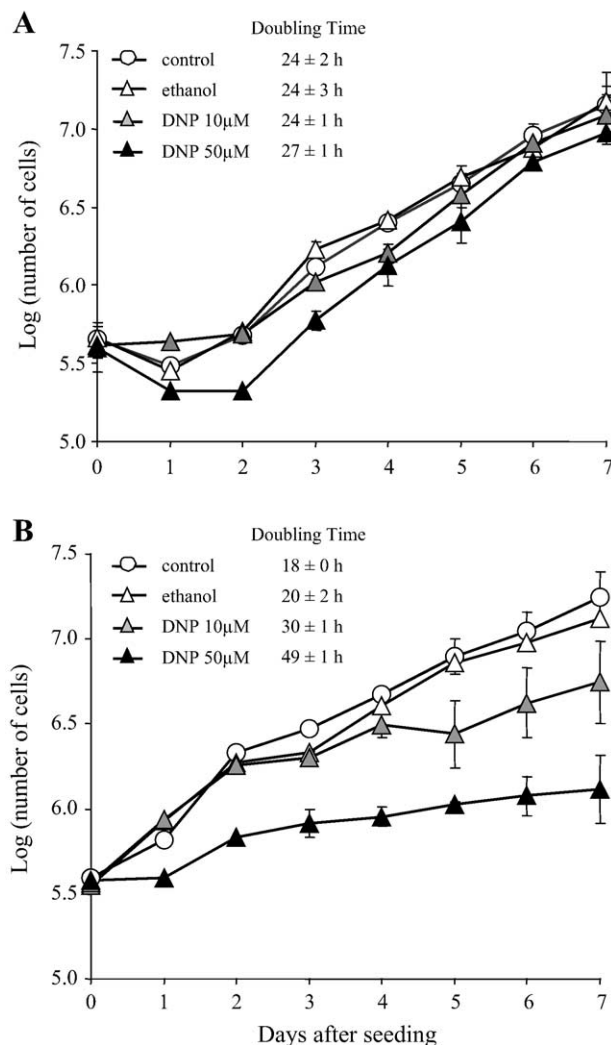 A
Doubling Time
control 24 ± 2 h
ethanol 24 ± 3 h
DNP 10µM 24 ± 1 h
DNP 50µM 27 ± 1 h
Log (number of cells)
7.5
7.0
6.5
6.0
5.5
5.0
0 1 2 3 4 5 6 7
B
Doubling Time
control 18 ± 0 h
ethanol 20 ± 2 h
DNP 10µM 30 ± 1 h
DNP 50µM 49 ± 1 h
Log (number of cells)
7.5
7.0
6.5
6.0
5.5
5.0
0 1 2 3 4 5 6 7
Days after seeding